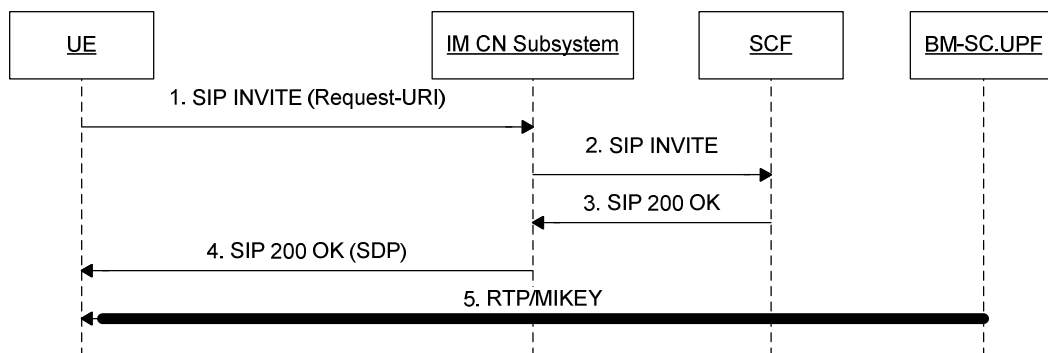 UE
IM CN Subsystem
SCF
BM-SC.UPF
1. SIP INVITE (Request-URI)
2. SIP INVITE
3. SIP 200 OK
4. SIP 200 OK (SDP)
5. RTP/MIKEY